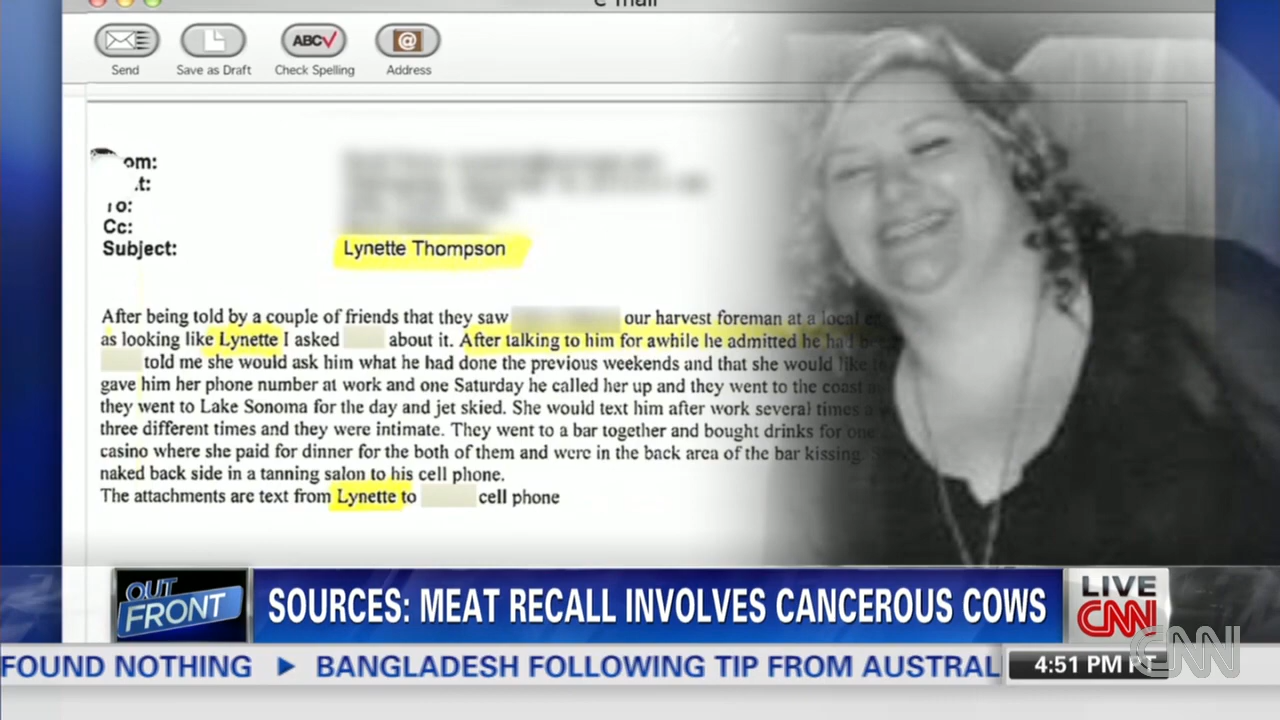 Send
Save as Draft
ABC
Check Spelling
@
Address
om:
t:
To:
Cc:
Subject:
Lynette Thompson
After being told by a couple of friends that they saw our harvest foreman at a local
as looking like Lynette I asked about it. After talking to him for awhile he admitted he had
told me she would ask him what he had done the previous weekends and that she would like
gave him her phone number at work and one Saturday he called her up and they went to the coast
they went to Lake Sonoma for the day and jet skied. She would text him after work several times
three different times and they were intimate. They went to a bar together and bought drinks for one
casino where she paid for dinner for the both of them and were in the back area of the bar kissing.
naked back side in a tanning salon to his cell phone.
The attachments are text from Lynette to cell phone
OUT
FRONT
SOURCES: MEAT RECALL INVOLVES CANCEROUS COWS
LIVE
CNN
FOUND NOTHING ▶ BANGLADESH FOLLOWING TIP FROM AUSTRAL
4:51 PM PT
CNN